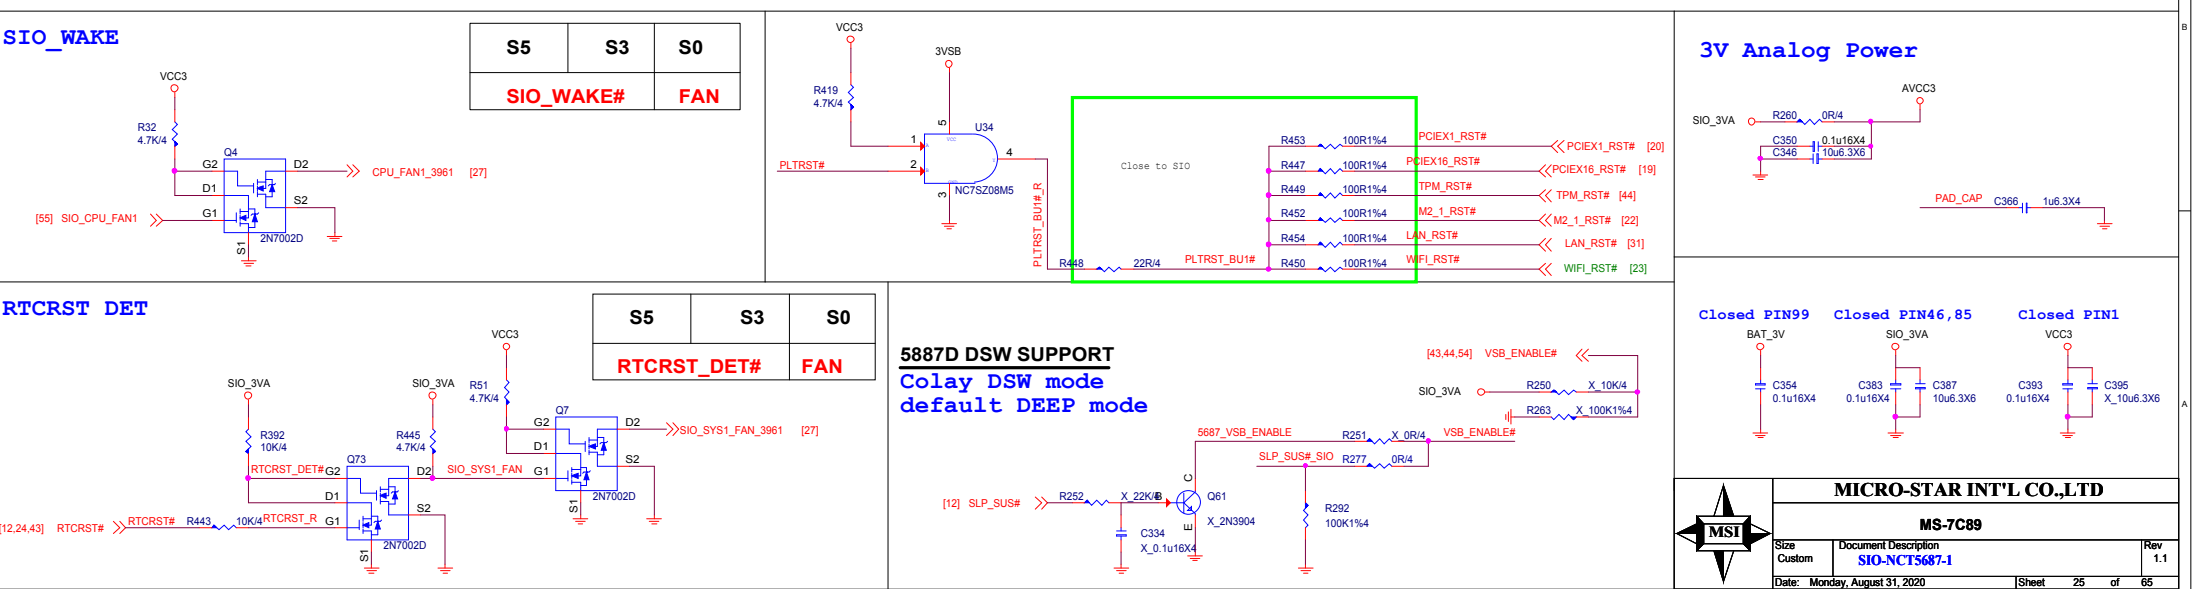 SIO_WAKE
S5 S3 S0
SIO_WAKE# FAN
VCC3
R32
4.7K/4
Q4
G2 D2
CPU_FAN1_3961 [27]
D1
S2
[55] SIO_CPU_FAN1
G1
2N7002D
S1
VCC3
3VSB
R419
4.7K/4
5
VCC
U34
1
4
PLTRST#
2
NC7SZ08M5
3
PLTRST_BU1#_R
Close to SIO
R453 100R1%4 PCIEX1_RST# PCIEX1_RST# [20]
R447 100R1%4 PCIEX16_RST# PCIEX16_RST# [19]
R449 100R1%4 TPM_RST# TPM_RST# [44]
R452 100R1%4 M2_1_RST# M2_1_RST# [22]
R454 100R1%4 LAN_RST# LAN_RST# [31]
R448 22R/4 PLTRST_BU1# R450 100R1%4 WIFI_RST# WIFI_RST# [23]
3V Analog Power
AVCC3
SIO_3VA R260 0R/4
C350 0.1u16X4
C346 10u6.3X6
PAD_CAP C366 1u6.3X4
B
RTCRST DET
S5 S3 S0
RTCRST_DET# FAN
VCC3
SIO_3VA
SIO_3VA
R51
4.7K/4
R392
10K/4
R445
4.7K/4
Q7
G2 D2
SIO_SYS1_FAN_3961 [27]
D1
S2
Q73
RTCRST_DET# G2 D2 SIO_SYS1_FAN G1
2N7002D
S1
D1
S2
[12,24,43] RTCRST# RTCRST# R443 10K/4 RTCRST_R G1
2N7002D
S1
5887D DSW SUPPORT
Colay DSW mode
default DEEP mode
[43,44,54] VSB_ENABLE#
SIO_3VA R250 X_10K/4
R263 X_100K1%4
5687_VSB_ENABLE R251 X_0R/4 VSB_ENABLE#
SLP_SUS#_SIO R277 0R/4
C
[12] SLP_SUS# R252 X_22K/4 B Q61
X_2N3904
E
C334
X_0.1u16X4
R292
100K1%4
Closed PIN99 Closed PIN46,85 Closed PIN1
BAT_3V SIO_3VA VCC3
C354
0.1u16X4
C383
0.1u16X4
C387
10u6.3X6
C393
0.1u16X4
C395
X_10u6.3X6
A
MSI
MICRO-STAR INT'L CO.,LTD
MS-7C89
Size
Custom
Document Description
SIO-NCT5687-1
Rev
1.1
Date: Monday, August 31, 2020 Sheet 25 of 65